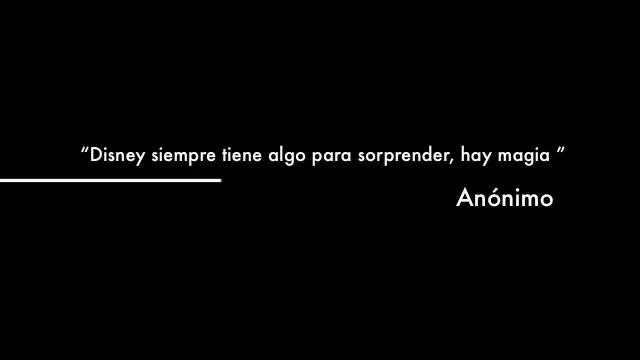 “Disney siempre tiene algo para sorprender, hay magia ”
Anónimo